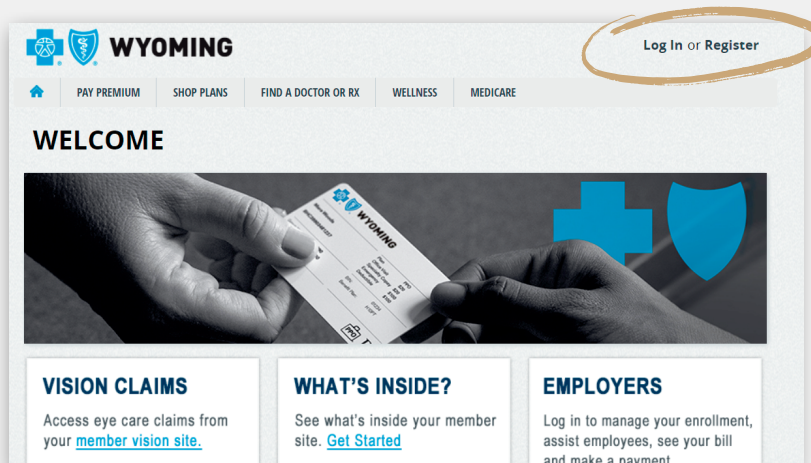 WYOMING
Log In or Register
PAY PREMIUM
SHOP PLANS
FIND A DOCTOR OR RX
WELLNESS
MEDICARE
WELCOME
WYOMING
PPO
VISION CLAIMS
Access eye care claims from
your member vision site.
WHAT'S INSIDE?
See what's inside your member
site. Get Started
EMPLOYERS
Log in to manage your enrollment,
assist employees, see your bill
and make a payment